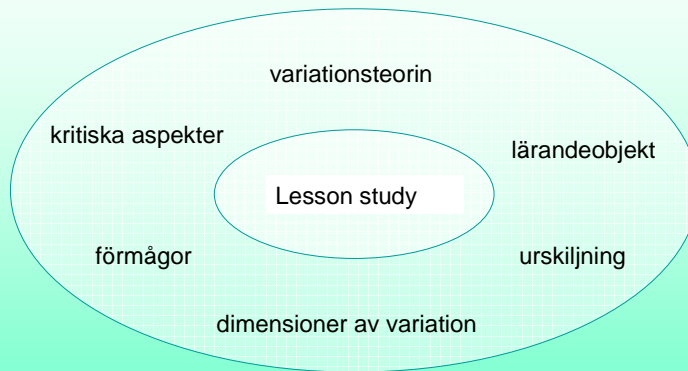 variationsteorin
kritiska aspekter
lärandeobjekt
Lesson study
förmågor
urskiljning
dimensioner av variation